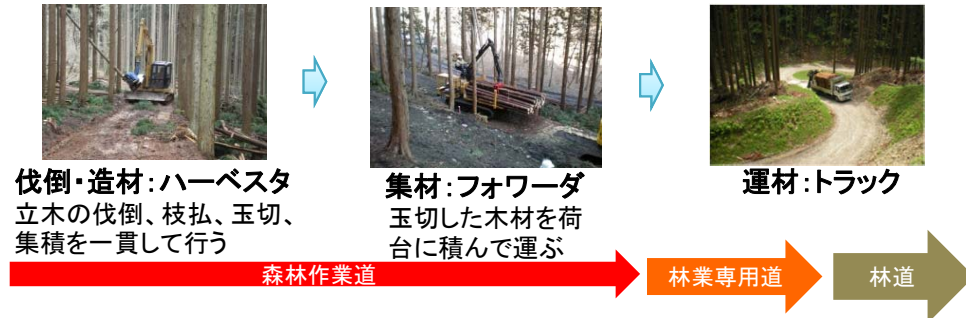 伐倒・造材：ハーベスタ
立木の伐倒、枝払、玉切、
集積を一貫して行う
集材：フォワーダ
玉切した木材を荷
台に積んで運ぶ
運材：トラック
森林作業道
林業専用道
林道